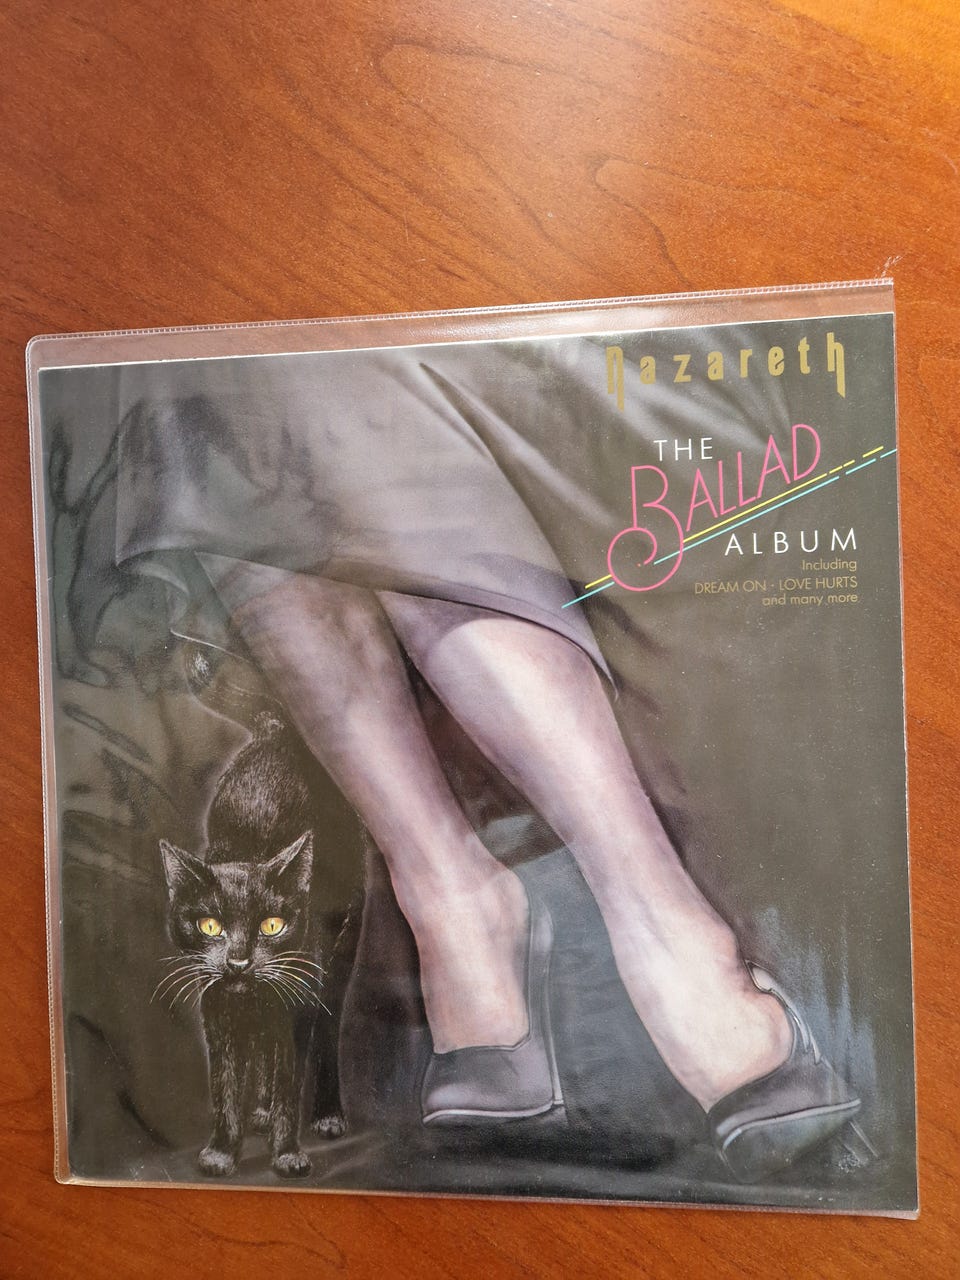 nazareth
THE
BALLAD
ALBUM
Including
DREAM ON · LOVE HURTS
and many more